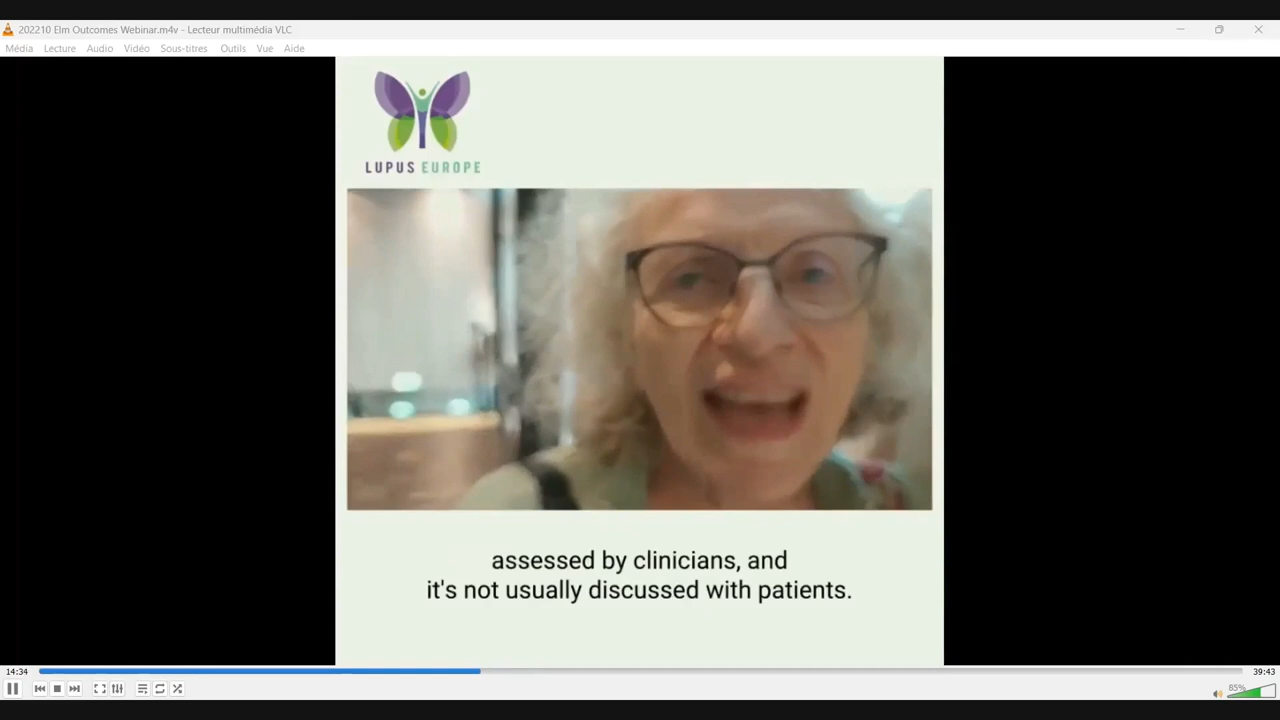 202210 Elm Outcomes Webinar.m4v - Lecteur multimédia VLC
Média Lecture Audio Vidéo Sous-titres Outils Vue Aide
LUPUS EUROPE
assessed by clinicians, and
it's not usually discussed with patients.
14:34
39:43
85%